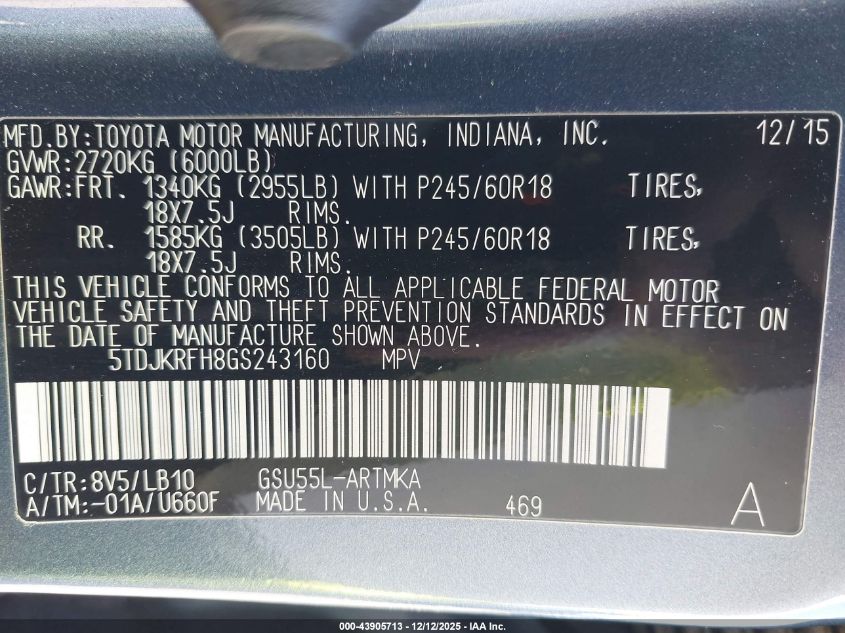 MFD.BY:TOYOTA MOTOR MANUFACTURING, INDIANA, INC. 12/15
GVWR:2720KG (6000LB)
GAWR:FRT. 1340KG (2955LB) WITH P245/60R18 TIRES,
18X7.5J RIMS.
RR. 1585KG (3505LB) WITH P245/60R18 TIRES,
18X7.5J RIMS.
THIS VEHICLE CONFORMS TO ALL APPLICABLE FEDERAL MOTOR
VEHICLE SAFETY AND THEFT PREVENTION STANDARDS IN EFFECT ON
THE DATE OF MANUFACTURE SHOWN ABOVE.
5TDJKRFH8GS243160 MPV
C/TR:8V5/LB10 GSU55L-ARTMKA
A/TM:-01A/U660F MADE IN U.S.A. 469 A
000-43905713 - 12/12/2025 - IAA Inc.